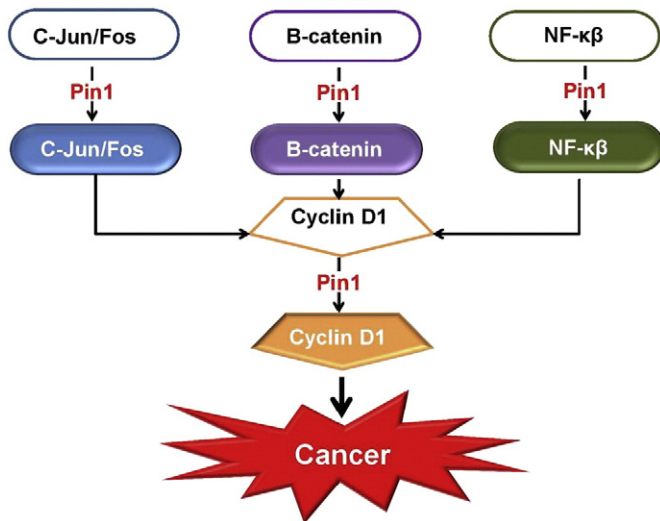 C-Jun/Fos B-catenin NF-κβ
Pin1 Pin1 Pin1
C-Jun/Fos B-catenin NF-κβ
Cyclin D1
Pin1
Cyclin D1
Cancer